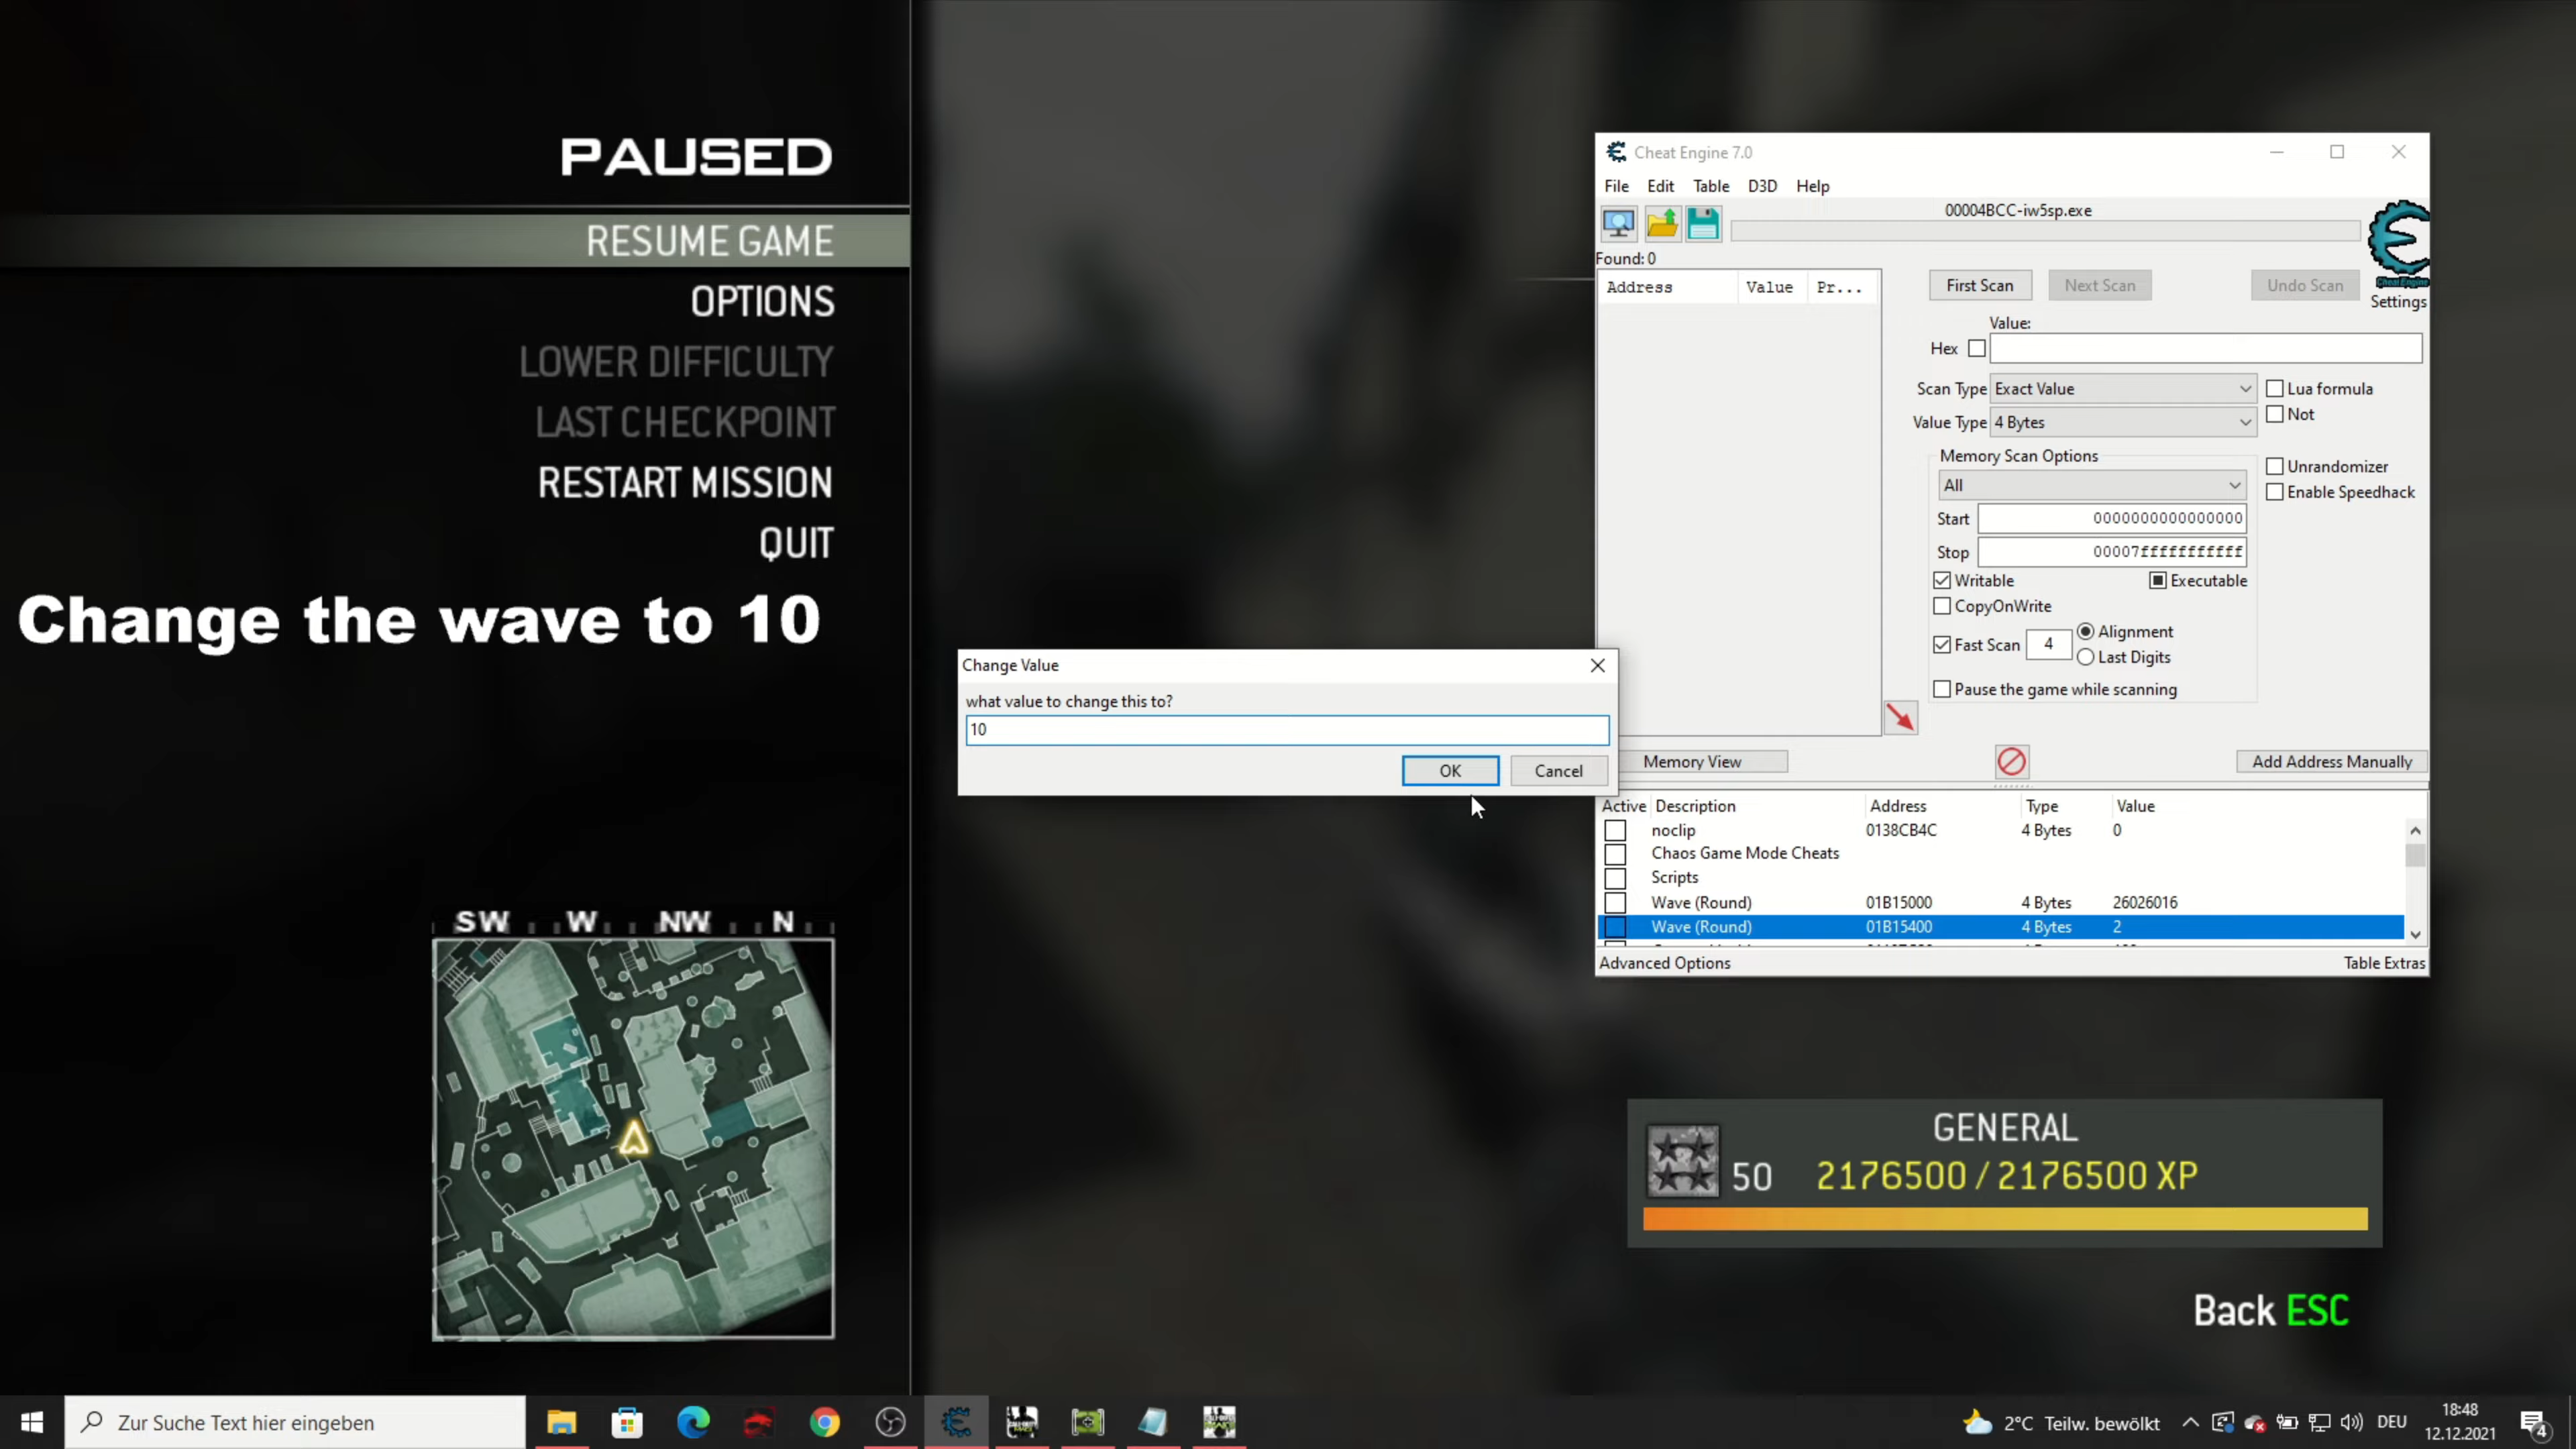 PAUSED
RESUME GAME
OPTIONS
LOWER DIFFICULTY
LAST CHECKPOINT
RESTART MISSION
QUIT
Change the wave to 10
SW W NW N
Cheat Engine 7.0
File Edit Table D3D Help
00004BCC-iw5sp.exe
Found: 0
Address Value Pr...
First Scan Next Scan Undo Scan
Cheat Engine
Settings
Value:
Hex
Scan Type Exact Value
Lua formula
Value Type 4 Bytes
Not
Memory Scan Options
All
Unrandomizer
Enable Speedhack
Start 0000000000000000
Stop 00007fffffffffff
Writable Executable
CopyOnWrite
Fast Scan 4 Alignment
Last Digits
Pause the game while scanning
Memory View Add Address Manually
Active Description Address Type Value
noclip 0138CB4C 4 Bytes 0
Chaos Game Mode Cheats
Scripts
Wave (Round) 01B15000 4 Bytes 26026016
Wave (Round) 01B15400 4 Bytes 2
Advanced Options Table Extras
Change Value
what value to change this to?
10
OK Cancel
GENERAL
50 2176500 / 2176500 XP
Back ESC
Zur Suche Text hier eingeben
2°C Teilw. bewölkt
DEU
18:48
12.12.2021
4